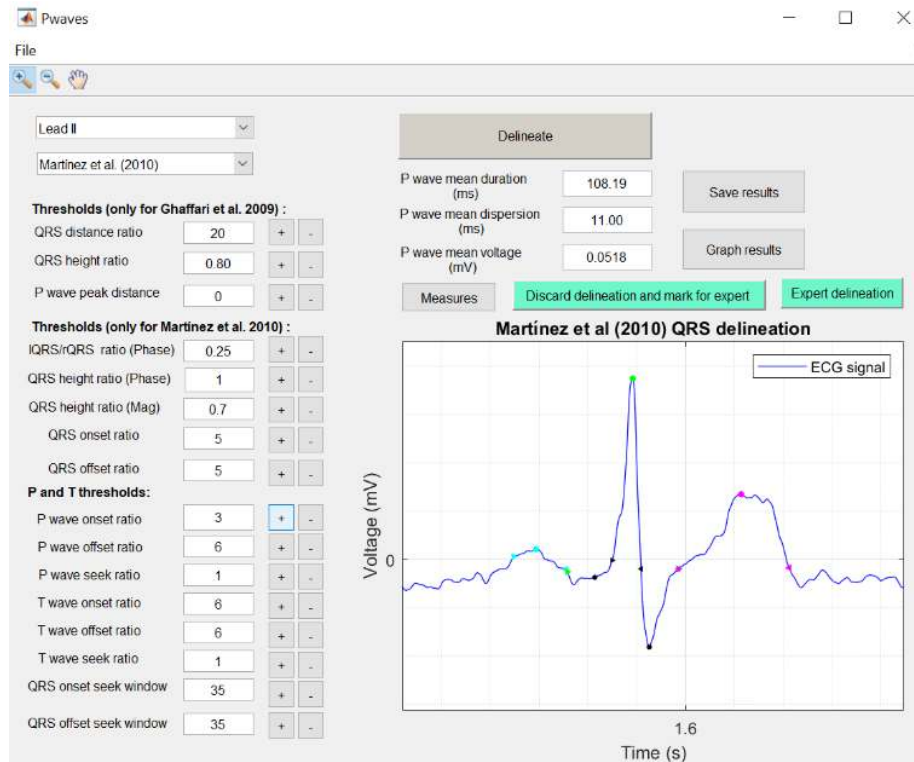 Pwaves
File
Lead II
Martínez et al. (2010)
Thresholds (only for Ghaffari et al. 2009) :
QRS distance ratio 20 + -
QRS height ratio 0.80 + -
P wave peak distance 0 + -
Thresholds (only for Martínez et al. 2010) :
lQRS/rQRS ratio (Phase) 0.25 + -
QRS height ratio (Phase) 1 + -
QRS height ratio (Mag) 0.7 + -
QRS onset ratio 5 + -
QRS offset ratio 5 + -
P and T thresholds:
P wave onset ratio 3 + -
P wave offset ratio 6 + -
P wave seek ratio 1 + -
T wave onset ratio 6 + -
T wave offset ratio 6 + -
T wave seek ratio 1 + -
QRS onset seek window 35 + -
QRS offset seek window 35 + -
Delineate
P wave mean duration
(ms) 108.19
P wave mean dispersion
(ms) 11.00
P wave mean voltage
(mV) 0.0518
Save results
Graph results
Measures
Discard delineation and mark for expert
Expert delineation
Martínez et al (2010) QRS delineation
ECG signal
Voltage (mV)
0
1.6
Time (s)